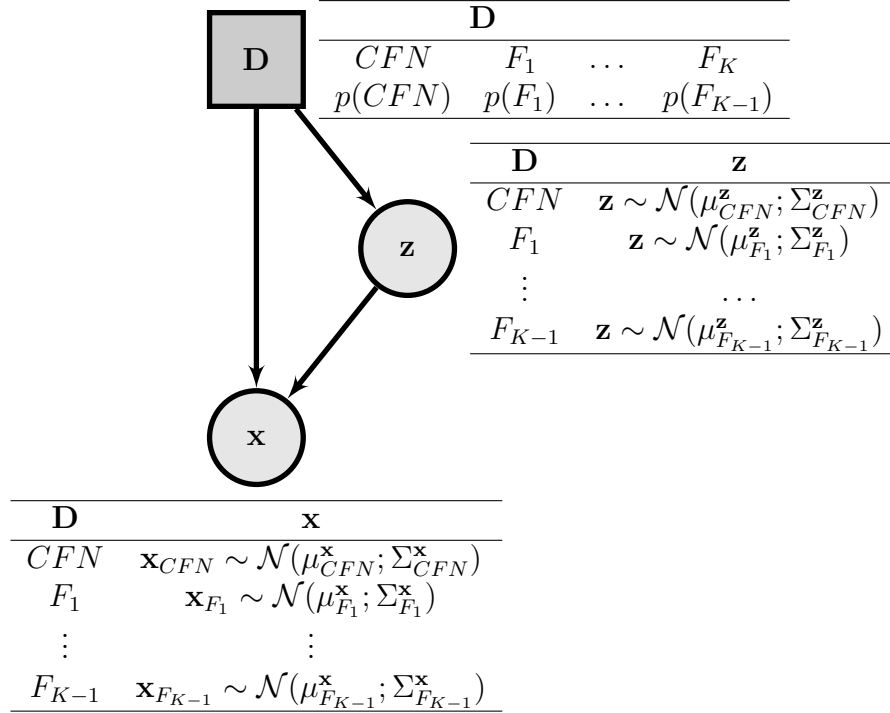 D
D
CFN F_1 … F_K
p(CFN) p(F_1) … p(F_{K−1})
D z
CFN z ∼ 𝒩(μ^z_{CFN}; Σ^z_{CFN})
F_1 z ∼ 𝒩(μ^z_{F_1}; Σ^z_{F_1})
⋮ …
F_{K−1} z ∼ 𝒩(μ^z_{F_{K−1}}; Σ^z_{F_{K−1}})
z
x
D x
CFN x_{CFN} ∼ 𝒩(μ^x_{CFN}; Σ^x_{CFN})
F_1 x_{F_1} ∼ 𝒩(μ^x_{F_1}; Σ^x_{F_1})
⋮ ⋮
F_{K−1} x_{F_{K−1}} ∼ 𝒩(μ^x_{F_{K−1}}; Σ^x_{F_{K−1}})